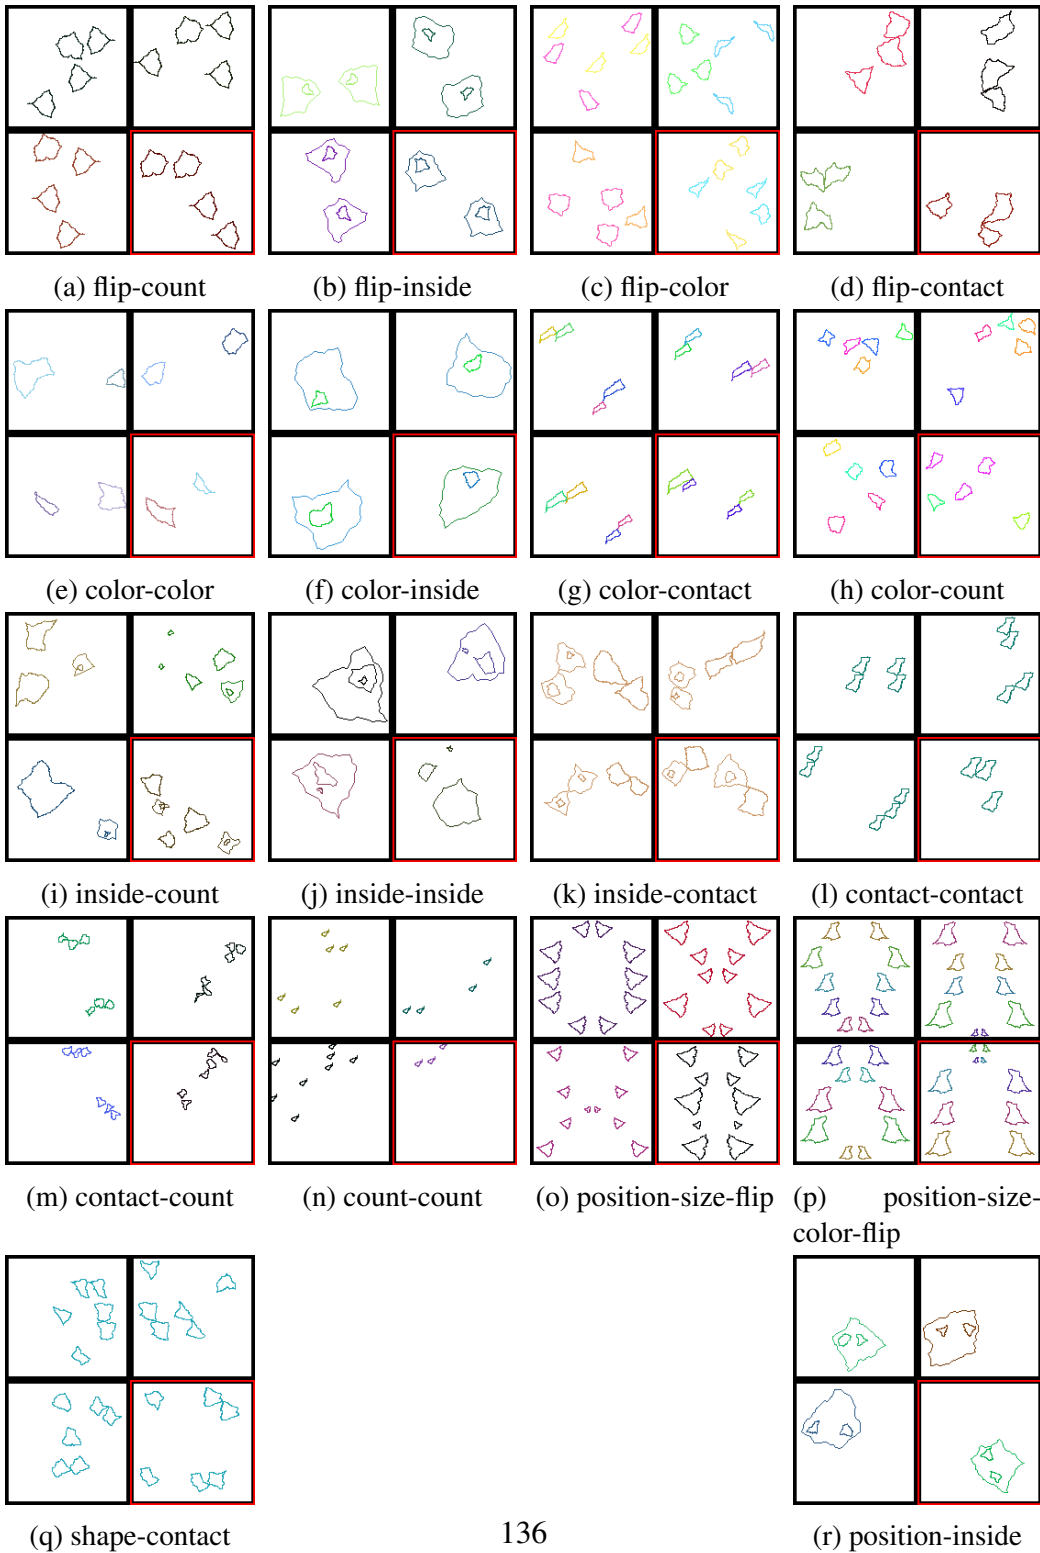 (a) flip-count
(b) flip-inside
(c) flip-color
(d) flip-contact
(e) color-color
(f) color-inside
(g) color-contact
(h) color-count
(i) inside-count
(j) inside-inside
(k) inside-contact
(l) contact-contact
(m) contact-count
(n) count-count
(o) position-size-flip
(p) position-size-
color-flip
(q) shape-contact
(r) position-inside
136